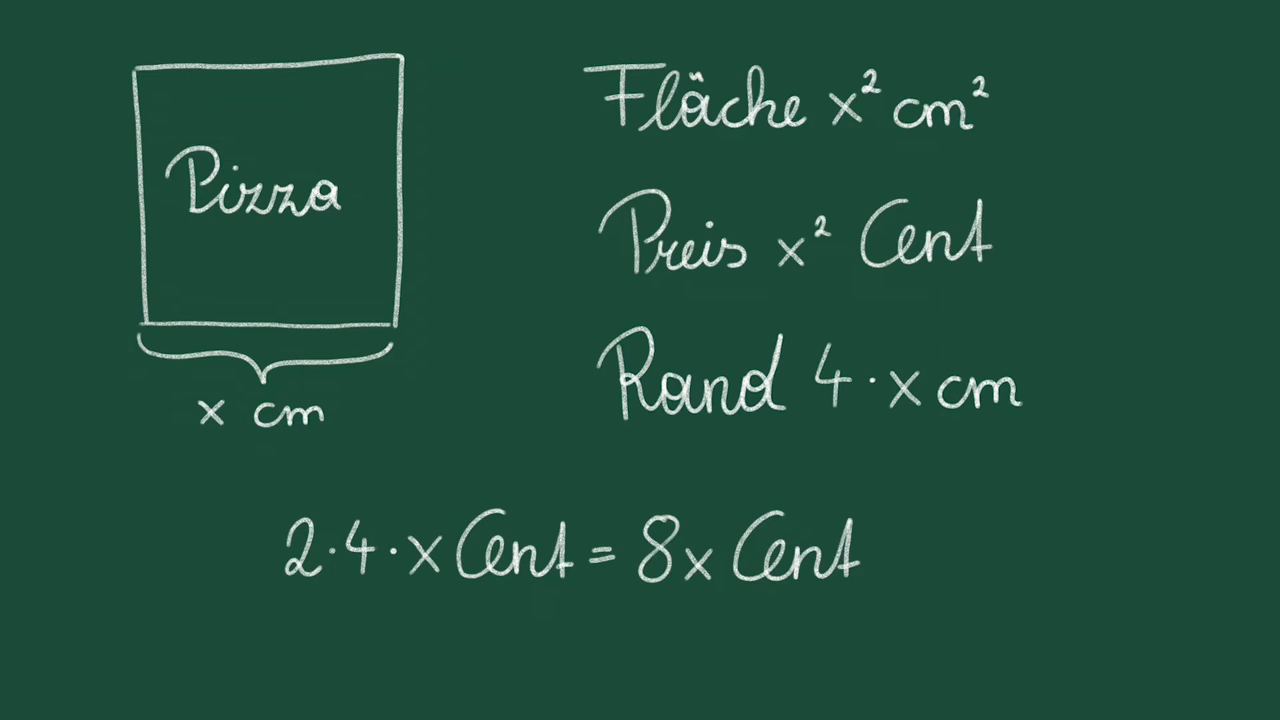 Pizza
x cm
Fläche x² cm²
Preis x² Cent
Rand 4·x cm
2·4·x Cent = 8x Cent